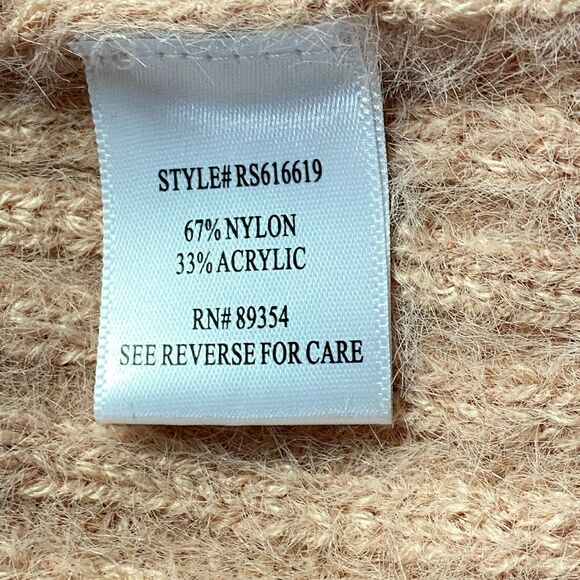 STYLE# RS616619
67% NYLON
33% ACRYLIC
RN# 89354
SEE REVERSE FOR CARE